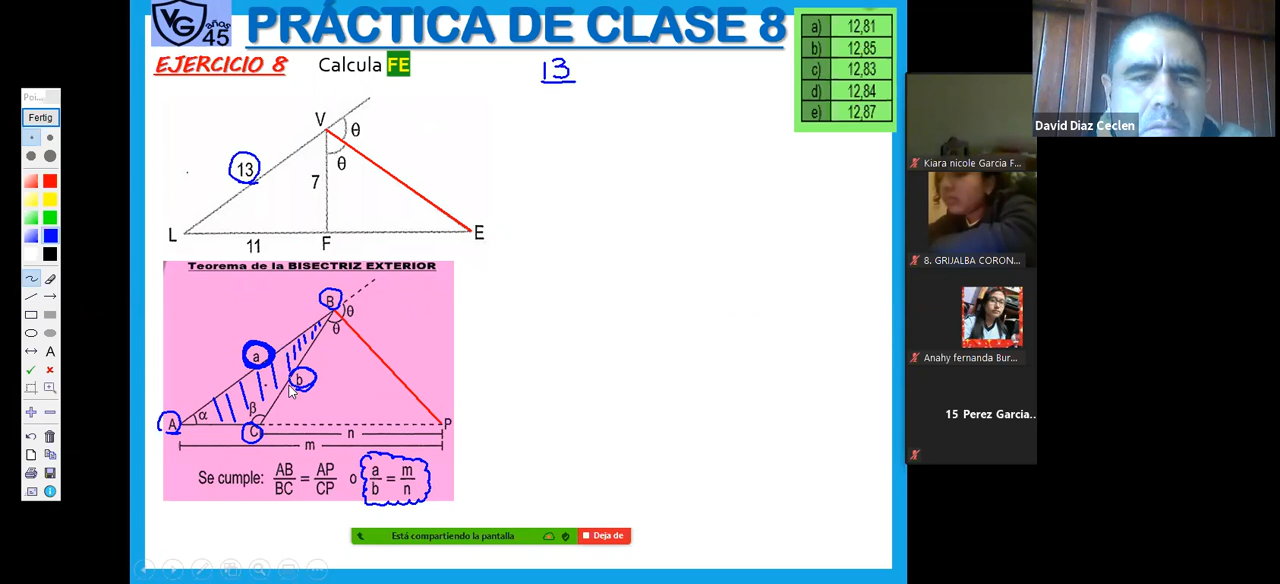 VG
años
45
PRÁCTICA DE CLASE 8
EJERCICIO 8
Calcula FE
13
a) 12,81
b) 12,85
c) 12,83
d) 12,84
e) 12,87
Fertig
A
V
θ
θ
13
7
L
11
F
E
Teorema de la BISECTRIZ EXTERIOR
B
θ
θ
a
b
A
α
β
C
P
n
m
Se cumple: AB/BC = AP/CP o a/b = m/n
Está compartiendo la pantalla
Deja de
David Diaz Ceclen
Kiara nicole Garcia F...
8. GRIJALBA CORON...
Anahy fernanda Bur...
15 Perez Garcia...